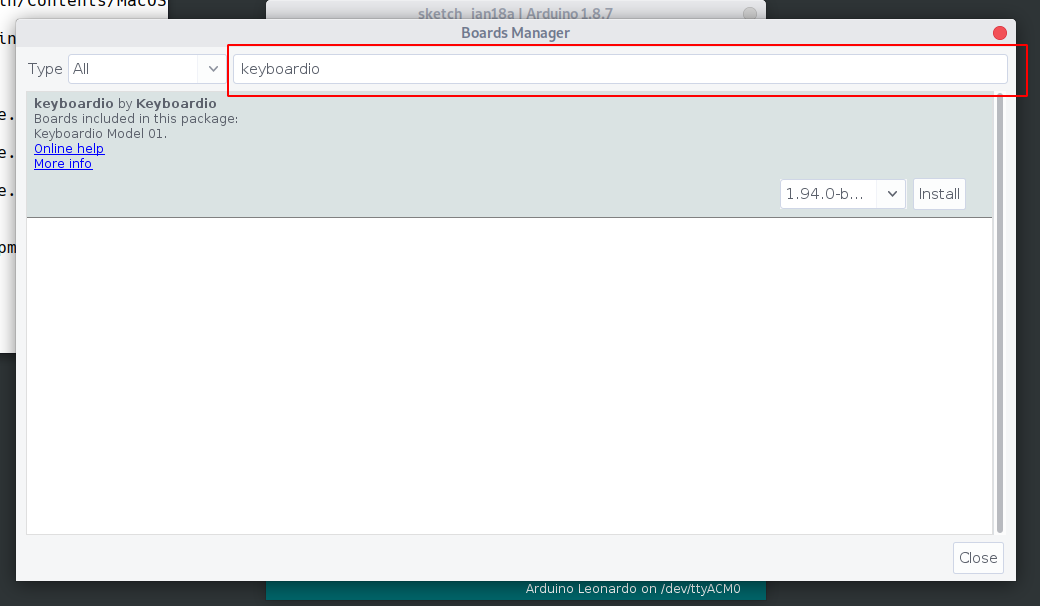 th/Contents/MacOS
sketch_jan18a | Arduino 1.8.7
Boards Manager
in
Type All keyboardio
keyboardio by Keyboardio
Boards included in this package:
Keyboardio Model 01.
Online help
More info
e.
e.
e.
1.94.0-b... Install
pm
Close
Arduino Leonardo on /dev/ttyACM0